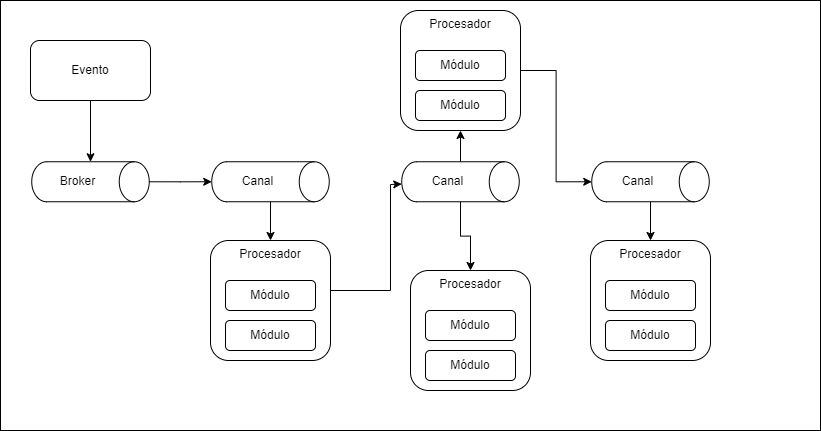 Evento
Broker
Canal
Procesador
Módulo
Módulo
Canal
Procesador
Módulo
Módulo
Procesador
Módulo
Módulo
Canal
Procesador
Módulo
Módulo